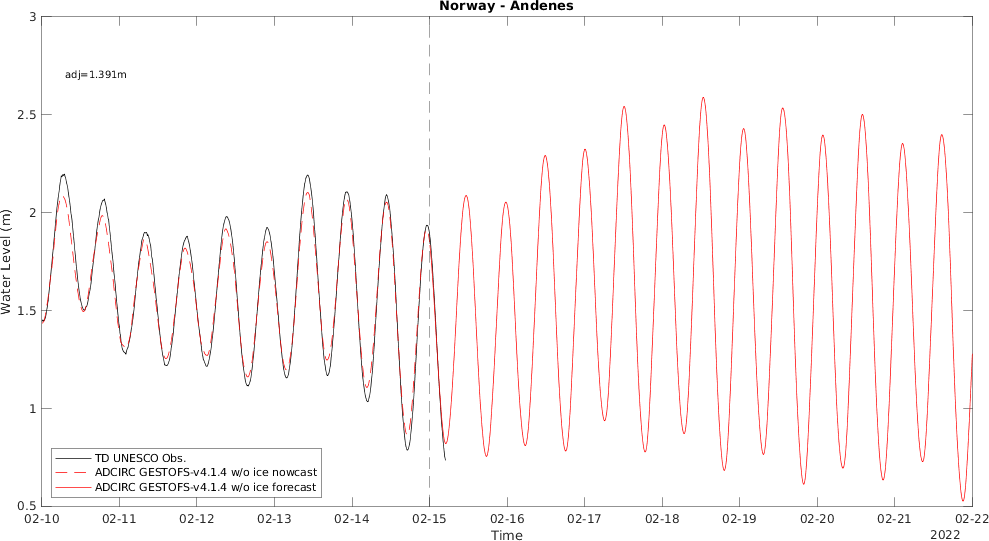 Norway - Andenes
3
2.5
2
1.5
1
0.5
Water Level (m)
adj=1.391m
TD UNESCO Obs.
ADCIRC GESTOFS-v4.1.4 w/o ice nowcast
ADCIRC GESTOFS-v4.1.4 w/o ice forecast
02-10 02-11 02-12 02-13 02-14 02-15 02-16 02-17 02-18 02-19 02-20 02-21 02-22
Time
2022